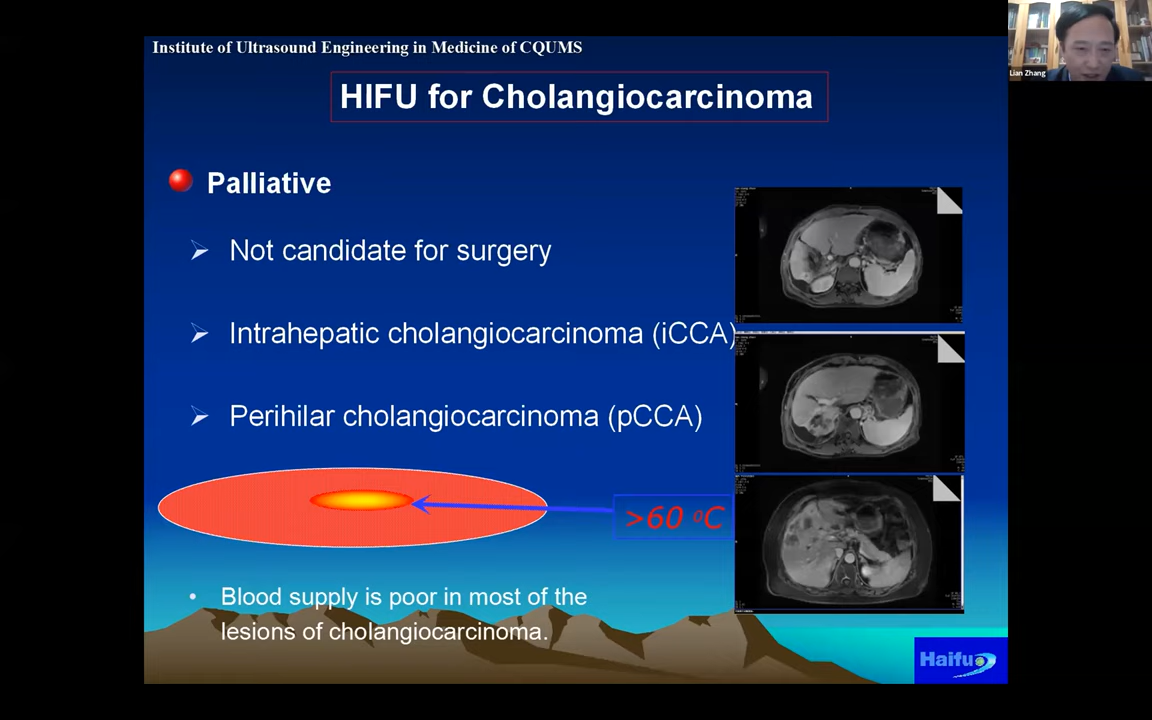 Institute of Ultrasound Engineering in Medicine of CQUMS
HIFU for Cholangiocarcinoma
Lian Zhang
Palliative
Not candidate for surgery
Intrahepatic cholangiocarcinoma (iCCA)
Perihilar cholangiocarcinoma (pCCA)
>60 °C
• Blood supply is poor in most of the
lesions of cholangiocarcinoma.
Haifu